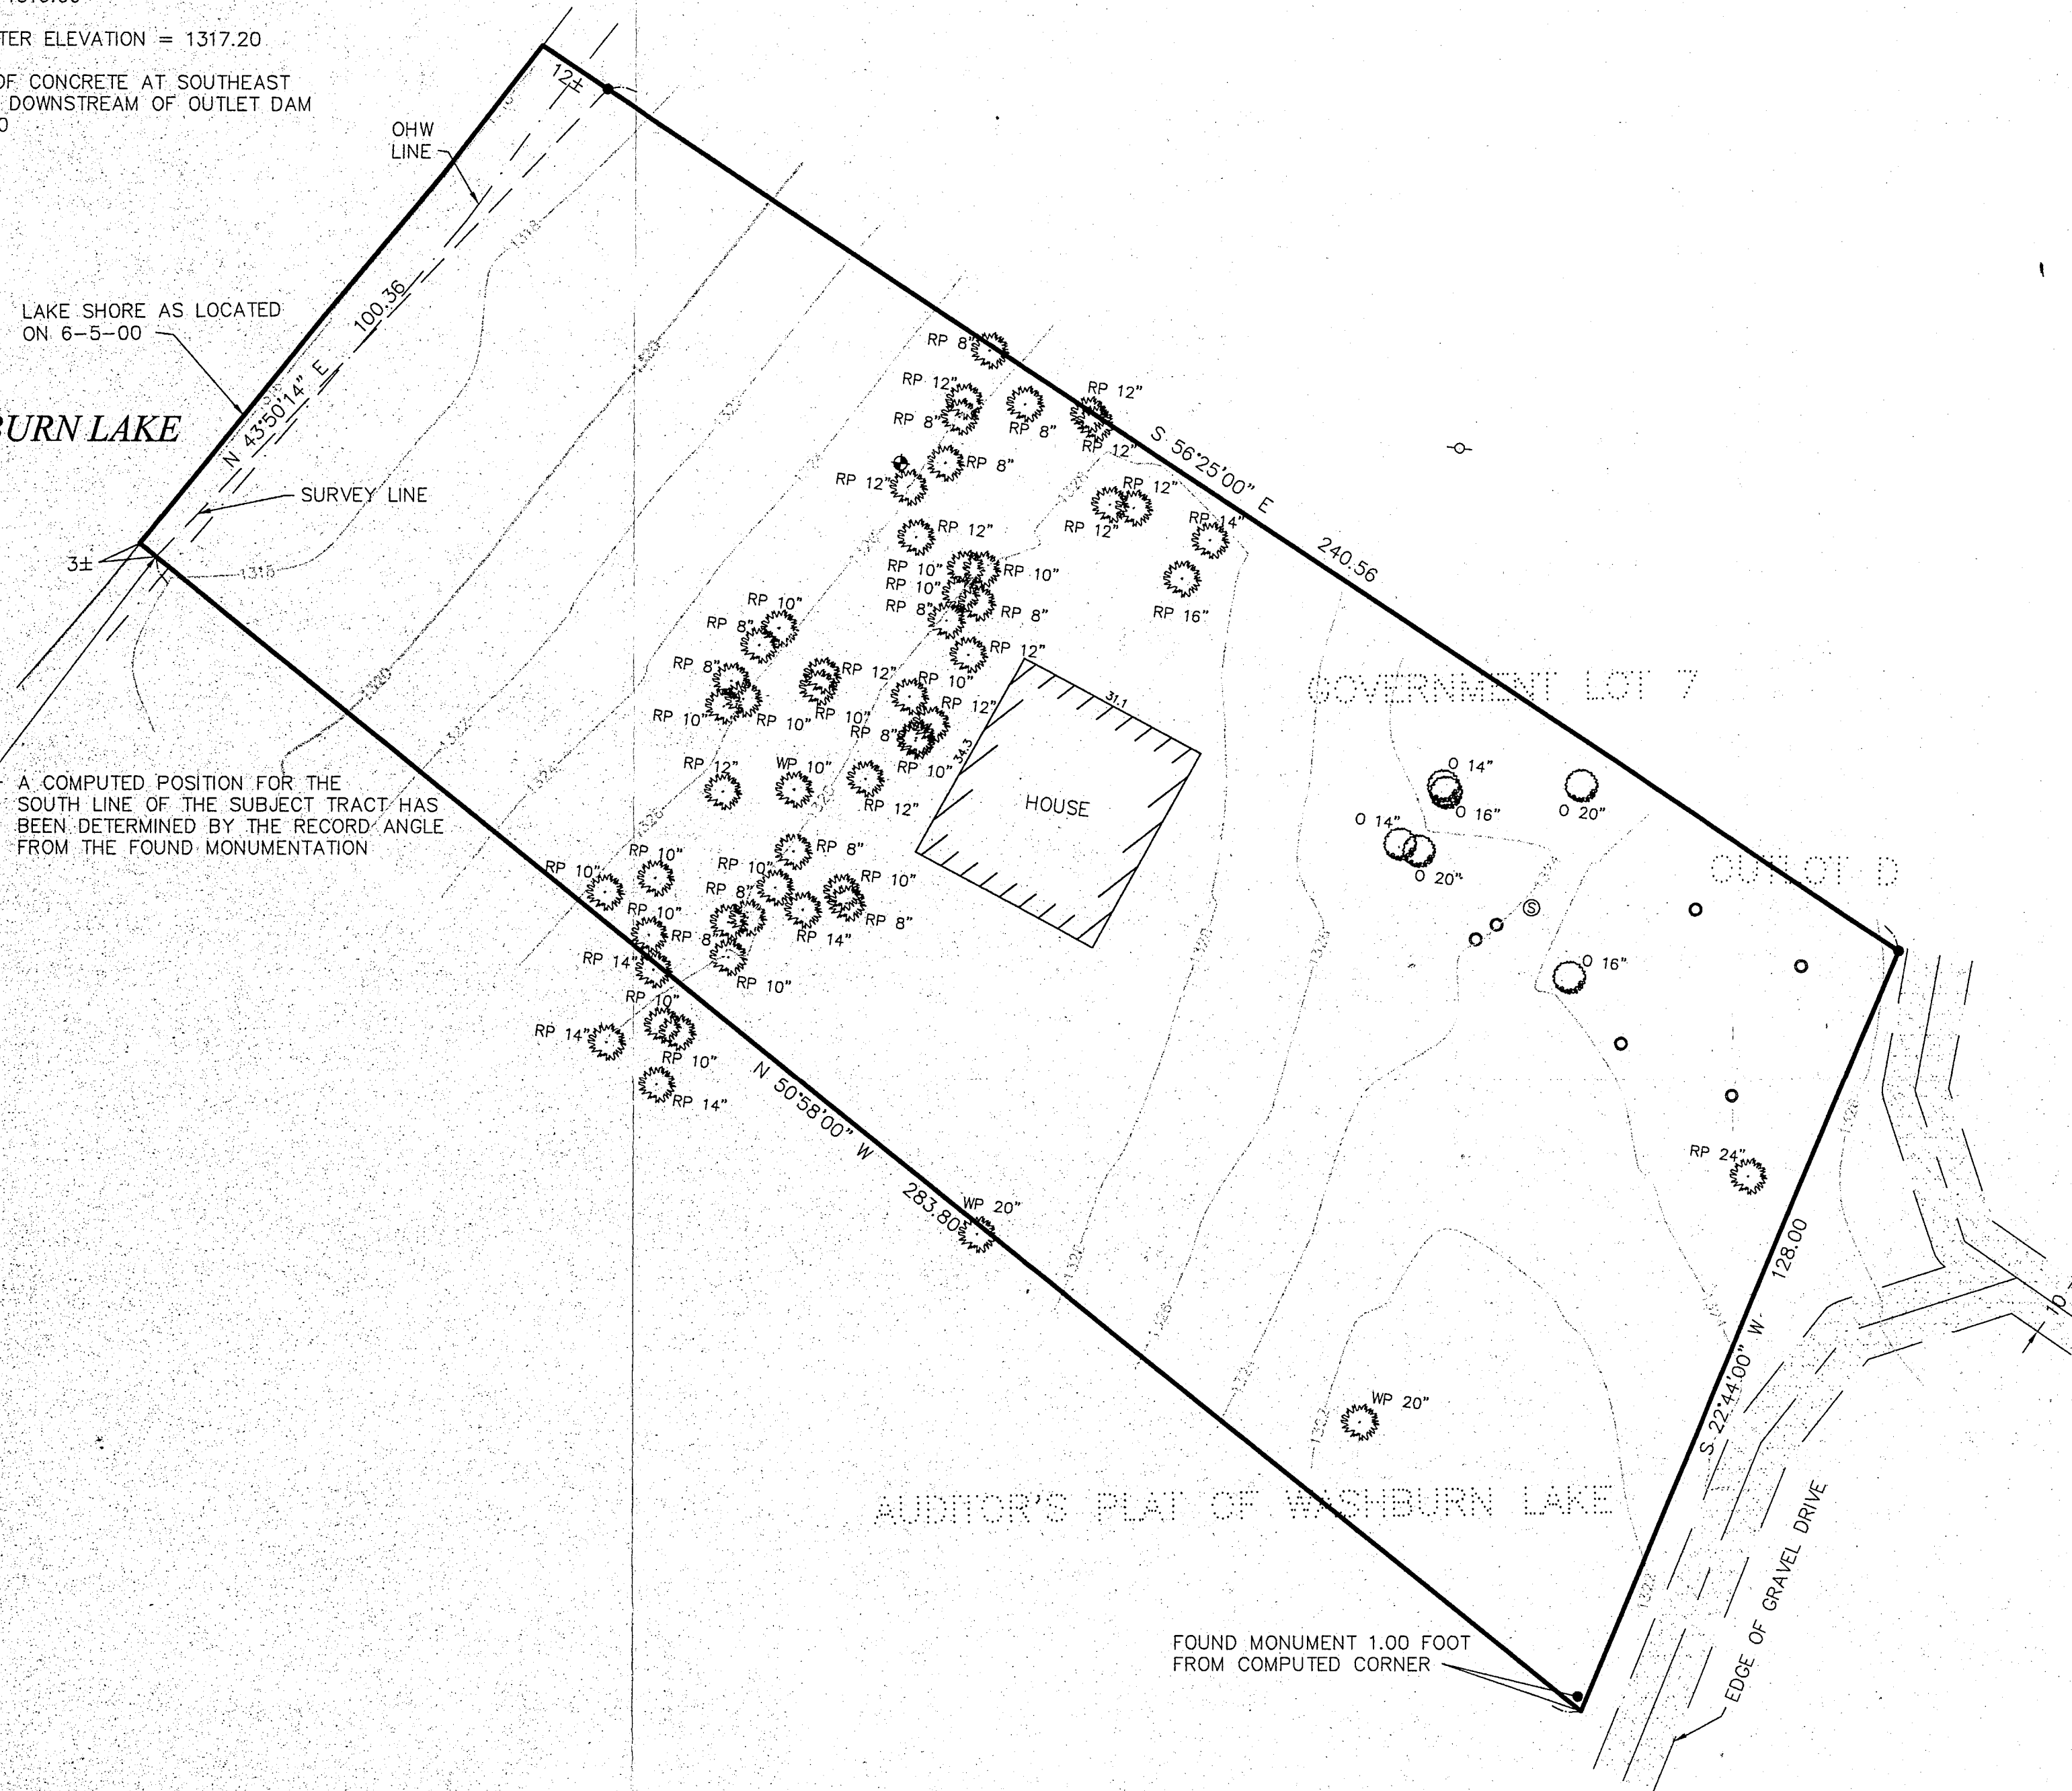 TER ELEVATION = 1317.20
OF CONCRETE AT SOUTHEAST
DOWNSTREAM OF OUTLET DAM
12±
OHW
LINE
1318
LAKE SHORE AS LOCATED
ON 6-5-00
N 43°50'14" E 100.36
BURN LAKE
SURVEY LINE
3±
1318
1320
1320
1322
1324
1326
RP 8"
RP 12"
RP 8"
RP 8"
RP 12"
RP 12"
S 56°25'00" E 240.56
RP 8"
RP 12"
RP 12"
RP 12"
RP 14"
RP 12"
RP 10"
RP 10"
RP 10"
RP 8"
RP 8"
RP 16"
RP 10"
RP 8"
RP 12"
RP 8"
RP 12"
RP 10"
RP 10"
RP 10"
RP 10"
RP 12"
RP 8"
RP 10"
31.1
34.3
HOUSE
GOVERNMENT LOT 7
RP 12"
WP 10"
RP 12"
O 14"
O 16"
O 20"
O 14"
O 20"
OUTLOT D
A COMPUTED POSITION FOR THE
SOUTH LINE OF THE SUBJECT TRACT HAS
BEEN DETERMINED BY THE RECORD ANGLE
FROM THE FOUND MONUMENTATION
RP 8"
RP 10"
RP 10"
RP 10"
RP 10"
RP 8"
RP 10"
RP 8"
RP 8"
RP 14"
RP 14"
RP 10"
S
O 16"
RP 10"
RP 14"
RP 10"
RP 14"
N 50°58'00" W 283.80
WP 20"
RP 24"
128.00
S 22°44'00" W
10
WP 20"
AUDITOR'S PLAT OF WASHBURN LAKE
EDGE OF GRAVEL DRIVE
FOUND MONUMENT 1.00 FOOT
FROM COMPUTED CORNER